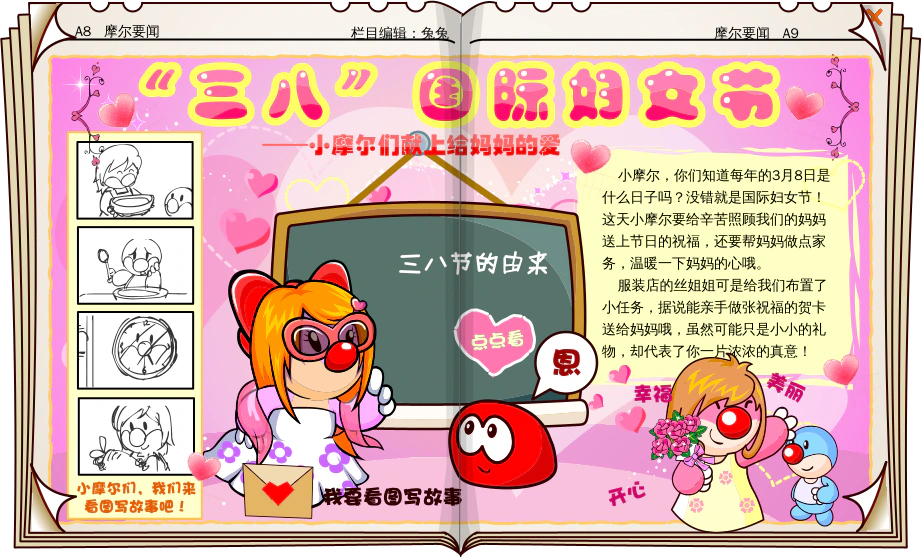 A8 摩尔要闻
栏目编辑：兔兔
摩尔要闻 A9
“三八”国际妇女节
——小摩尔们献上给妈妈的爱
三八节的由来
点点看
恩
小摩尔，你们知道每年的3月8日是
什么日子吗？没错就是国际妇女节！
这天小摩尔要给辛苦照顾我们的妈妈
送上节日的祝福，还要帮妈妈做点家
务，温暖一下妈妈的心哦。
服装店的丝姐姐可是给我们布置了
小任务，据说能亲手做张祝福的贺卡
送给妈妈哦，虽然可能只是小小的礼
物，却代表了你一片浓浓的真意！
幸福
美丽
开心
小摩尔们，我们来
看图写故事吧！
我要看图写故事